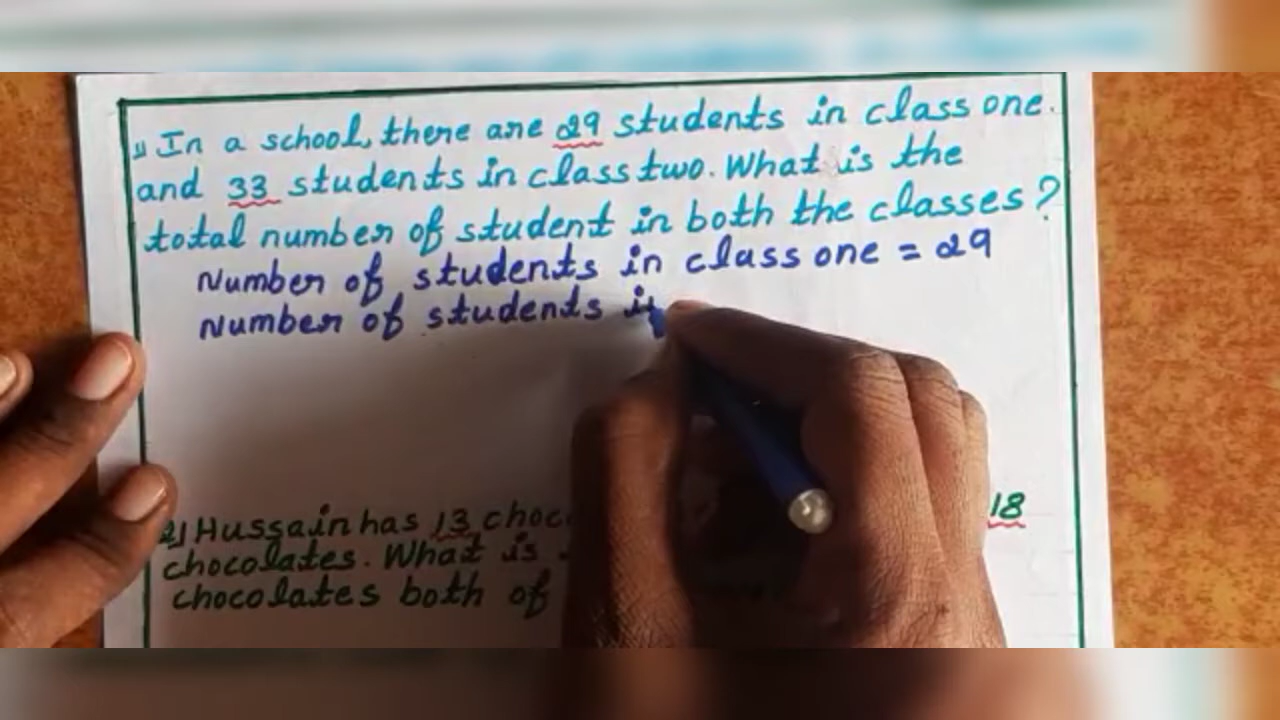 1) In a school, there are 29 students in class one.
and 33 students in class two. What is the
total number of student in both the classes?
Number of students in class one = 29
Number of students in
2) Hussain has 13 18
chocolates. What is
chocolates both of